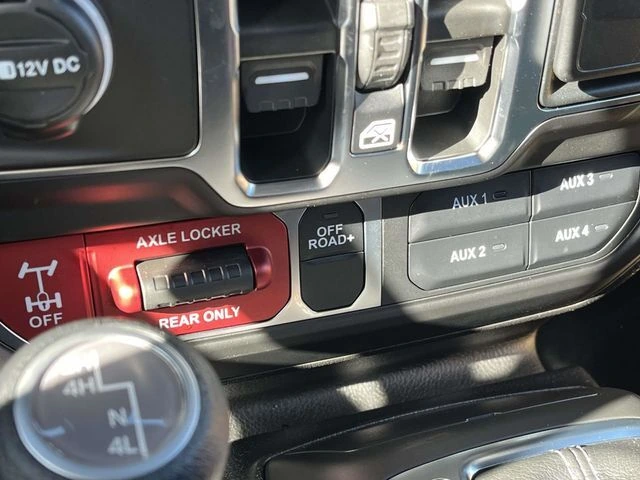 12V DC
AUX 1
AUX 3
AUX 2
AUX 4
AXLE LOCKER
REAR ONLY
OFF
ROAD+
OFF
4H
N
4L